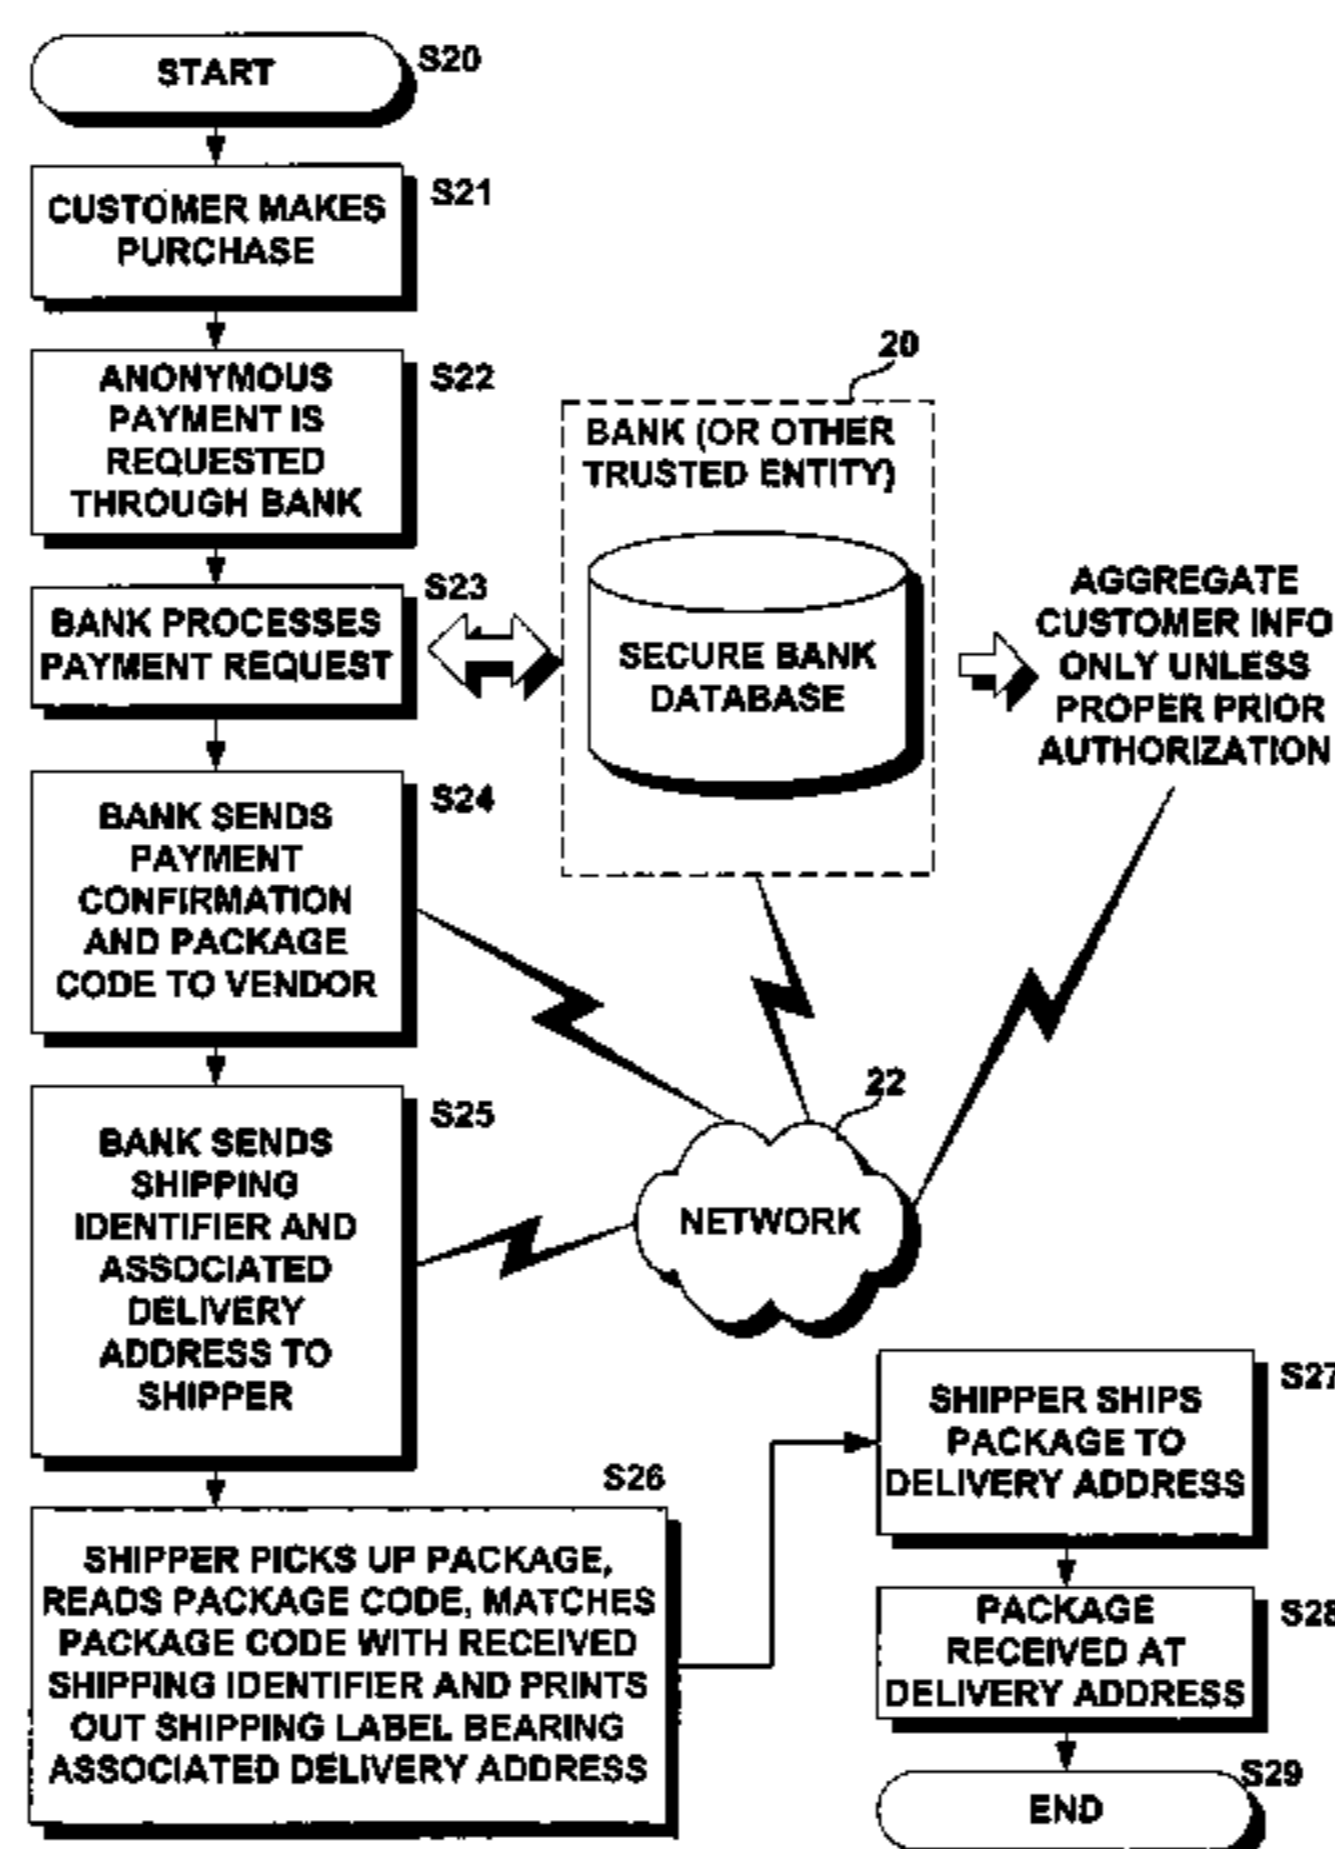 START
S20
CUSTOMER MAKES
PURCHASE
S21
ANONYMOUS
PAYMENT IS
REQUESTED
THROUGH BANK
S22
BANK PROCESSES
PAYMENT REQUEST
S23
20
BANK (OR OTHER
TRUSTED ENTITY)
SECURE BANK
DATABASE
AGGREGATE
CUSTOMER INFO
ONLY UNLESS
PROPER PRIOR
AUTHORIZATION
BANK SENDS
PAYMENT
CONFIRMATION
AND PACKAGE
CODE TO VENDOR
S24
BANK SENDS
SHIPPING
IDENTIFIER AND
ASSOCIATED
DELIVERY
ADDRESS TO
SHIPPER
S25
22
NETWORK
S26
SHIPPER PICKS UP PACKAGE,
READS PACKAGE CODE, MATCHES
PACKAGE CODE WITH RECEIVED
SHIPPING IDENTIFIER AND PRINTS
OUT SHIPPING LABEL BEARING
ASSOCIATED DELIVERY ADDRESS
SHIPPER SHIPS
PACKAGE TO
DELIVERY ADDRESS
S27
PACKAGE
RECEIVED AT
DELIVERY ADDRESS
S28
END
S29